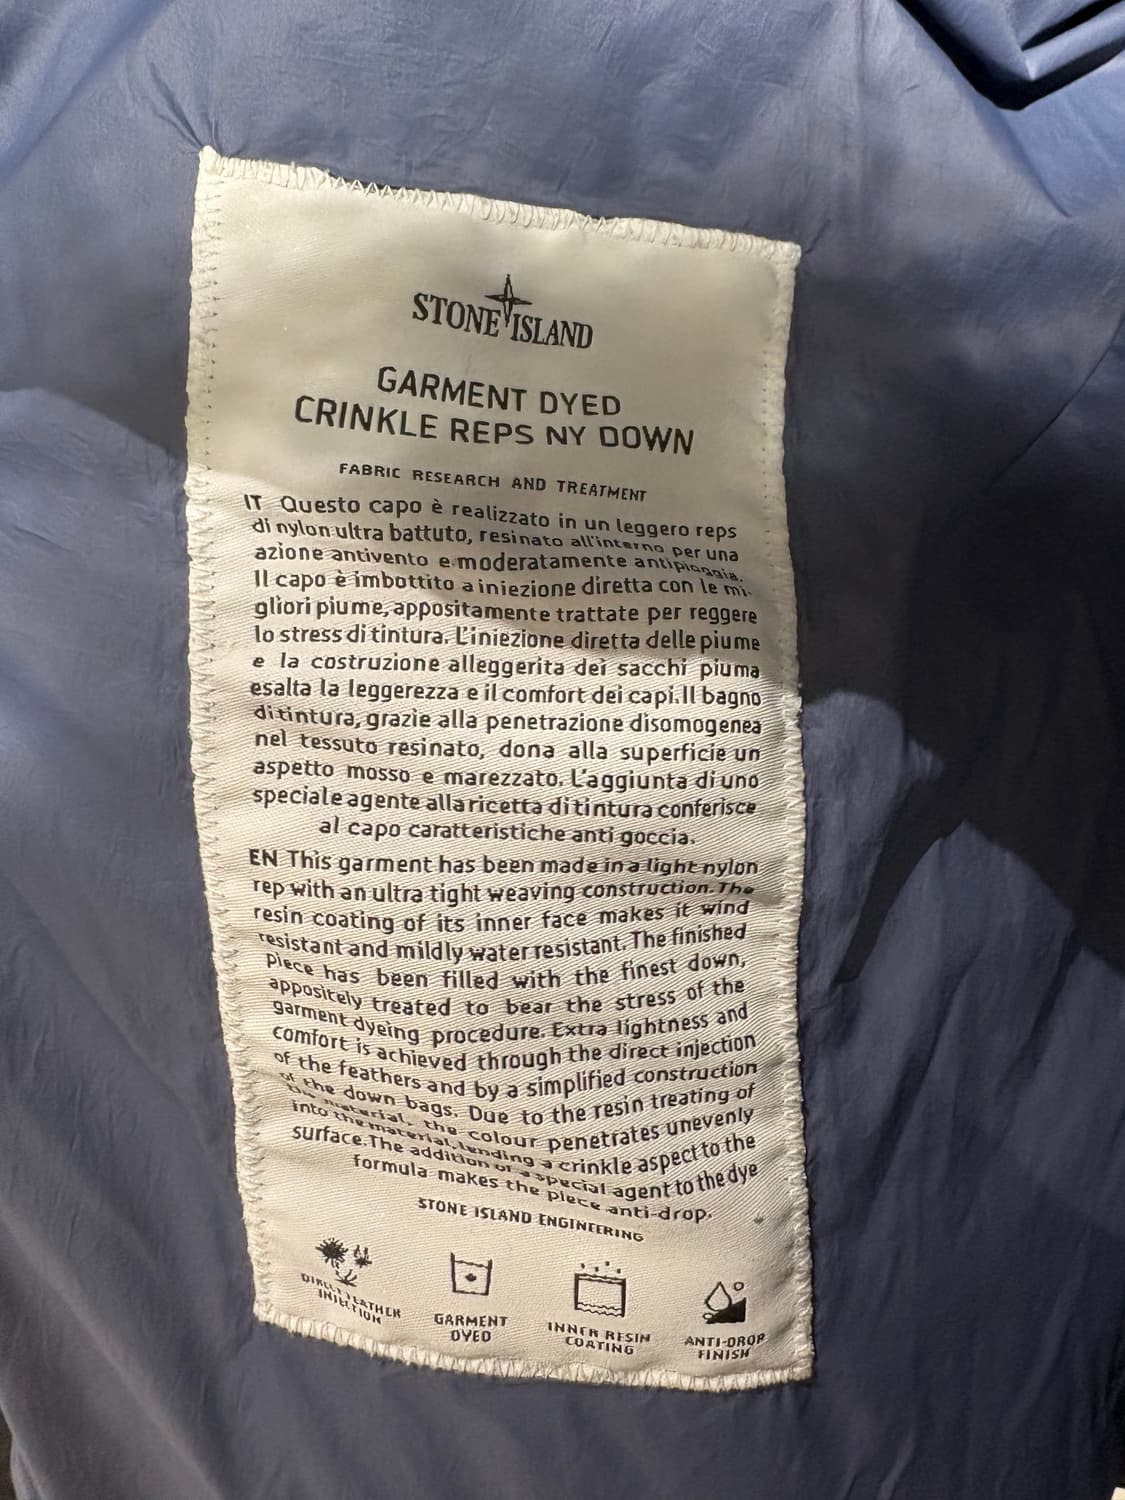 STONE ISLAND
GARMENT DYED
CRINKLE REPS NY DOWN
FABRIC RESEARCH AND TREATMENT
IT Questo capo è realizzato in un leggero reps
di nylon ultra battuto, resinato all'interno per una
azione antivento e moderatamente antipioggia.
Il capo è imbottito a iniezione diretta con le mi-
gliori piume, appositamente trattate per reggere
lo stress di tintura. L'iniezione diretta delle piume
e la costruzione alleggerita dei sacchi piuma
esalta la leggerezza e il comfort dei capi. Il bagno
di tintura, grazie alla penetrazione disomogenea
nel tessuto resinato, dona alla superficie un
aspetto mosso e marezzato. L'aggiunta di uno
speciale agente alla ricetta di tintura conferisce
al capo caratteristiche anti goccia.
EN This garment has been made in a light nylon
rep with an ultra tight weaving construction. The
resin coating of its inner face makes it wind
resistant and mildly water resistant. The finished
piece has been filled with the finest down,
appositely treated to bear the stress of the
garment dyeing procedure. Extra lightness and
comfort is achieved through the direct injection
of the feathers and by a simplified construction
of the down bags. Due to the resin treating of
the material, the colour penetrates unevenly
into the material, lending a crinkle aspect to the
surface. The addition of a special agent to the dye
formula makes the piece anti-drop.
STONE ISLAND ENGINEERING
DIRECT FEATHER
INJECTION
GARMENT
DYED
INNER RESIN
COATING
ANTI-DROP
FINISH